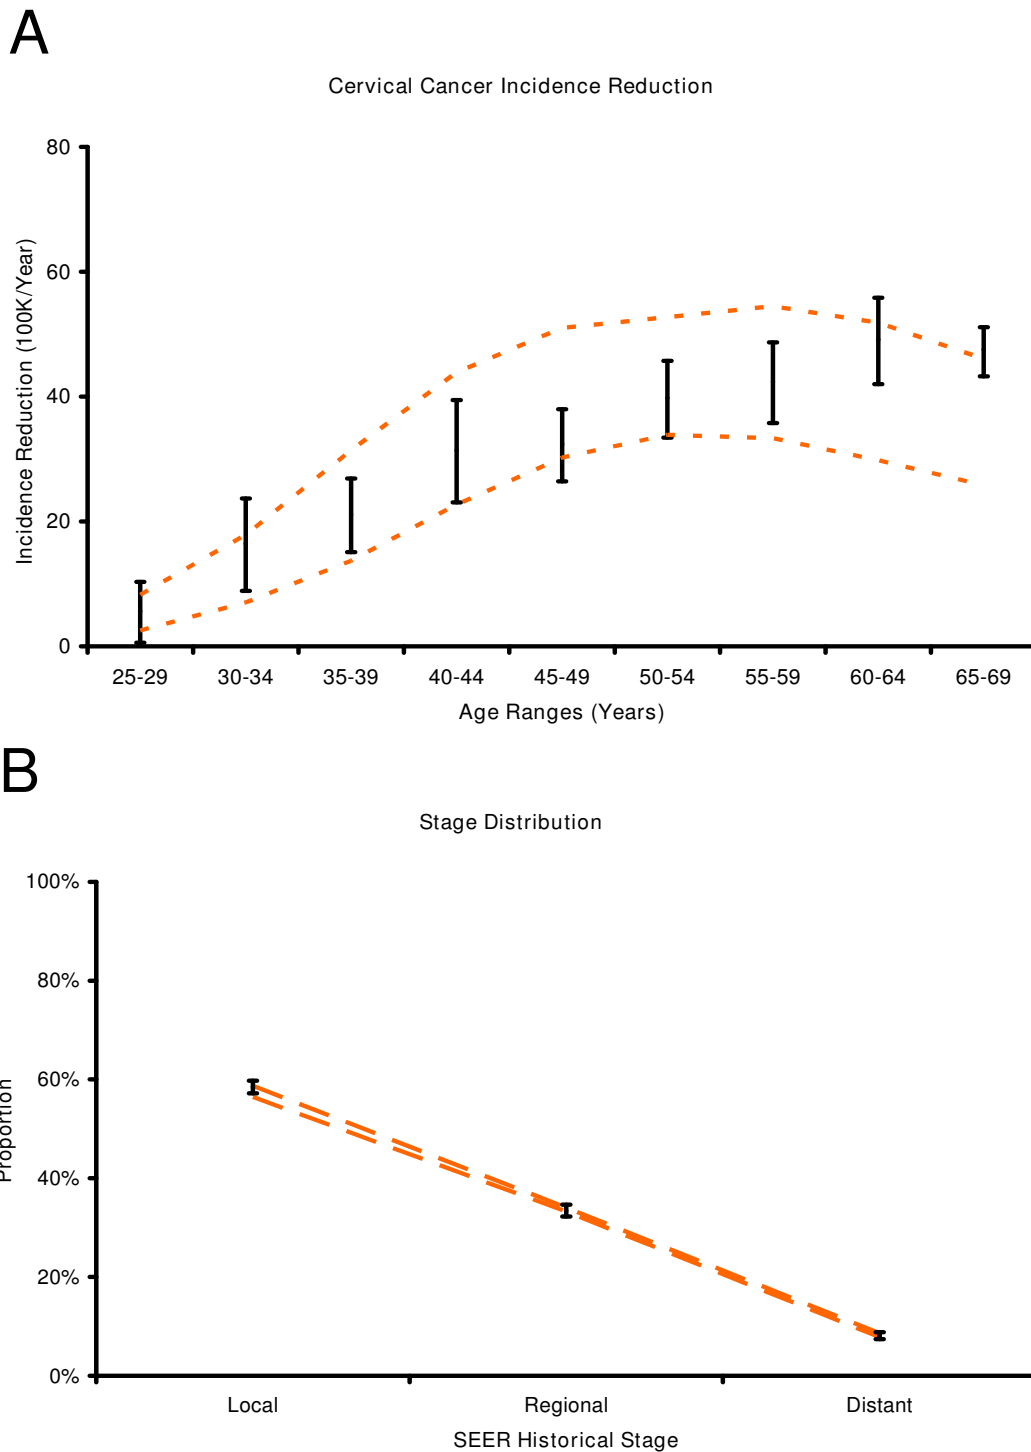 A
Cervical Cancer Incidence Reduction
80
60
40
20
0
Incidence Reduction (100K/Year)
25-29 30-34 35-39 40-44 45-49 50-54 55-59 60-64 65-69
Age Ranges (Years)
B
Stage Distribution
100%
80%
60%
40%
20%
0%
Proportion
Local Regional Distant
SEER Historical Stage